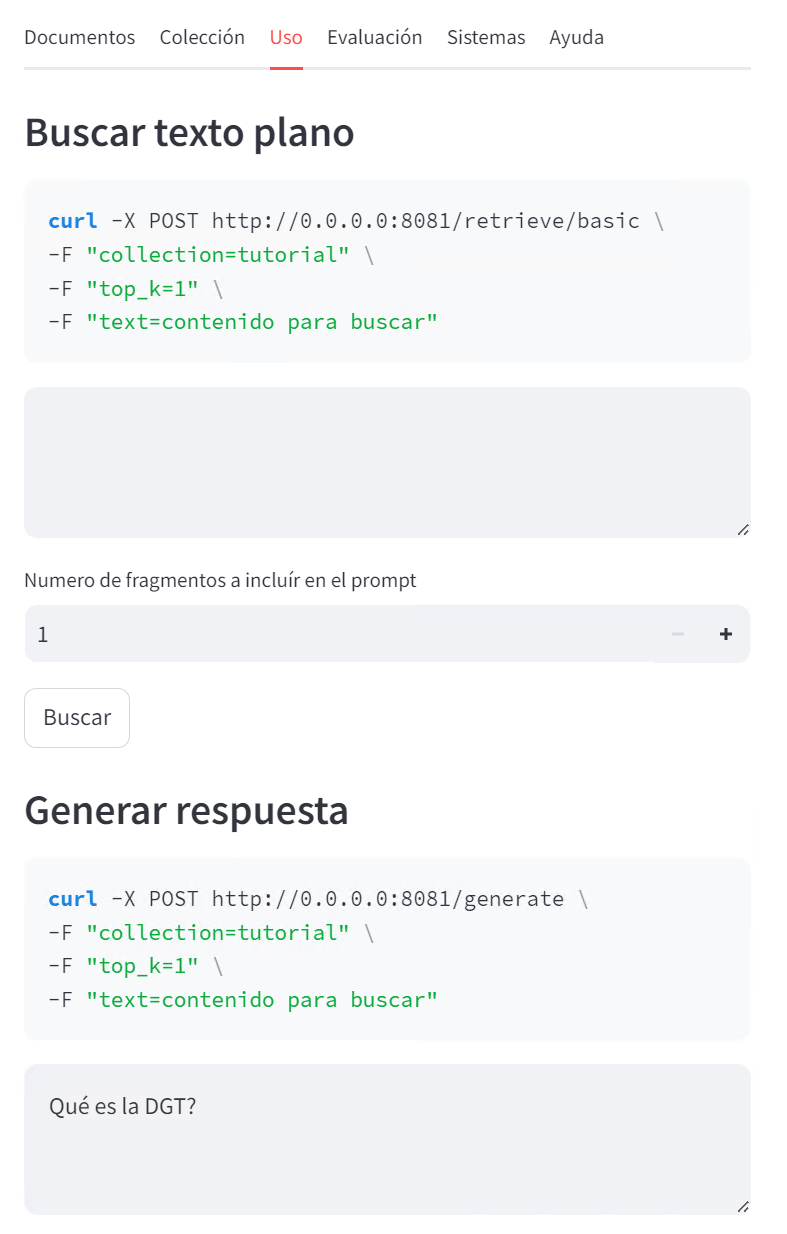 Documentos Colección Uso Evaluación Sistemas Ayuda
Buscar texto plano
curl -X POST http://0.0.0.0:8081/retrieve/basic \
-F "collection=tutorial" \
-F "top_k=1" \
-F "text=contenido para buscar"
Numero de fragmentos a incluír en el prompt
1
Buscar
Generar respuesta
curl -X POST http://0.0.0.0:8081/generate \
-F "collection=tutorial" \
-F "top_k=1" \
-F "text=contenido para buscar"
Qué es la DGT?